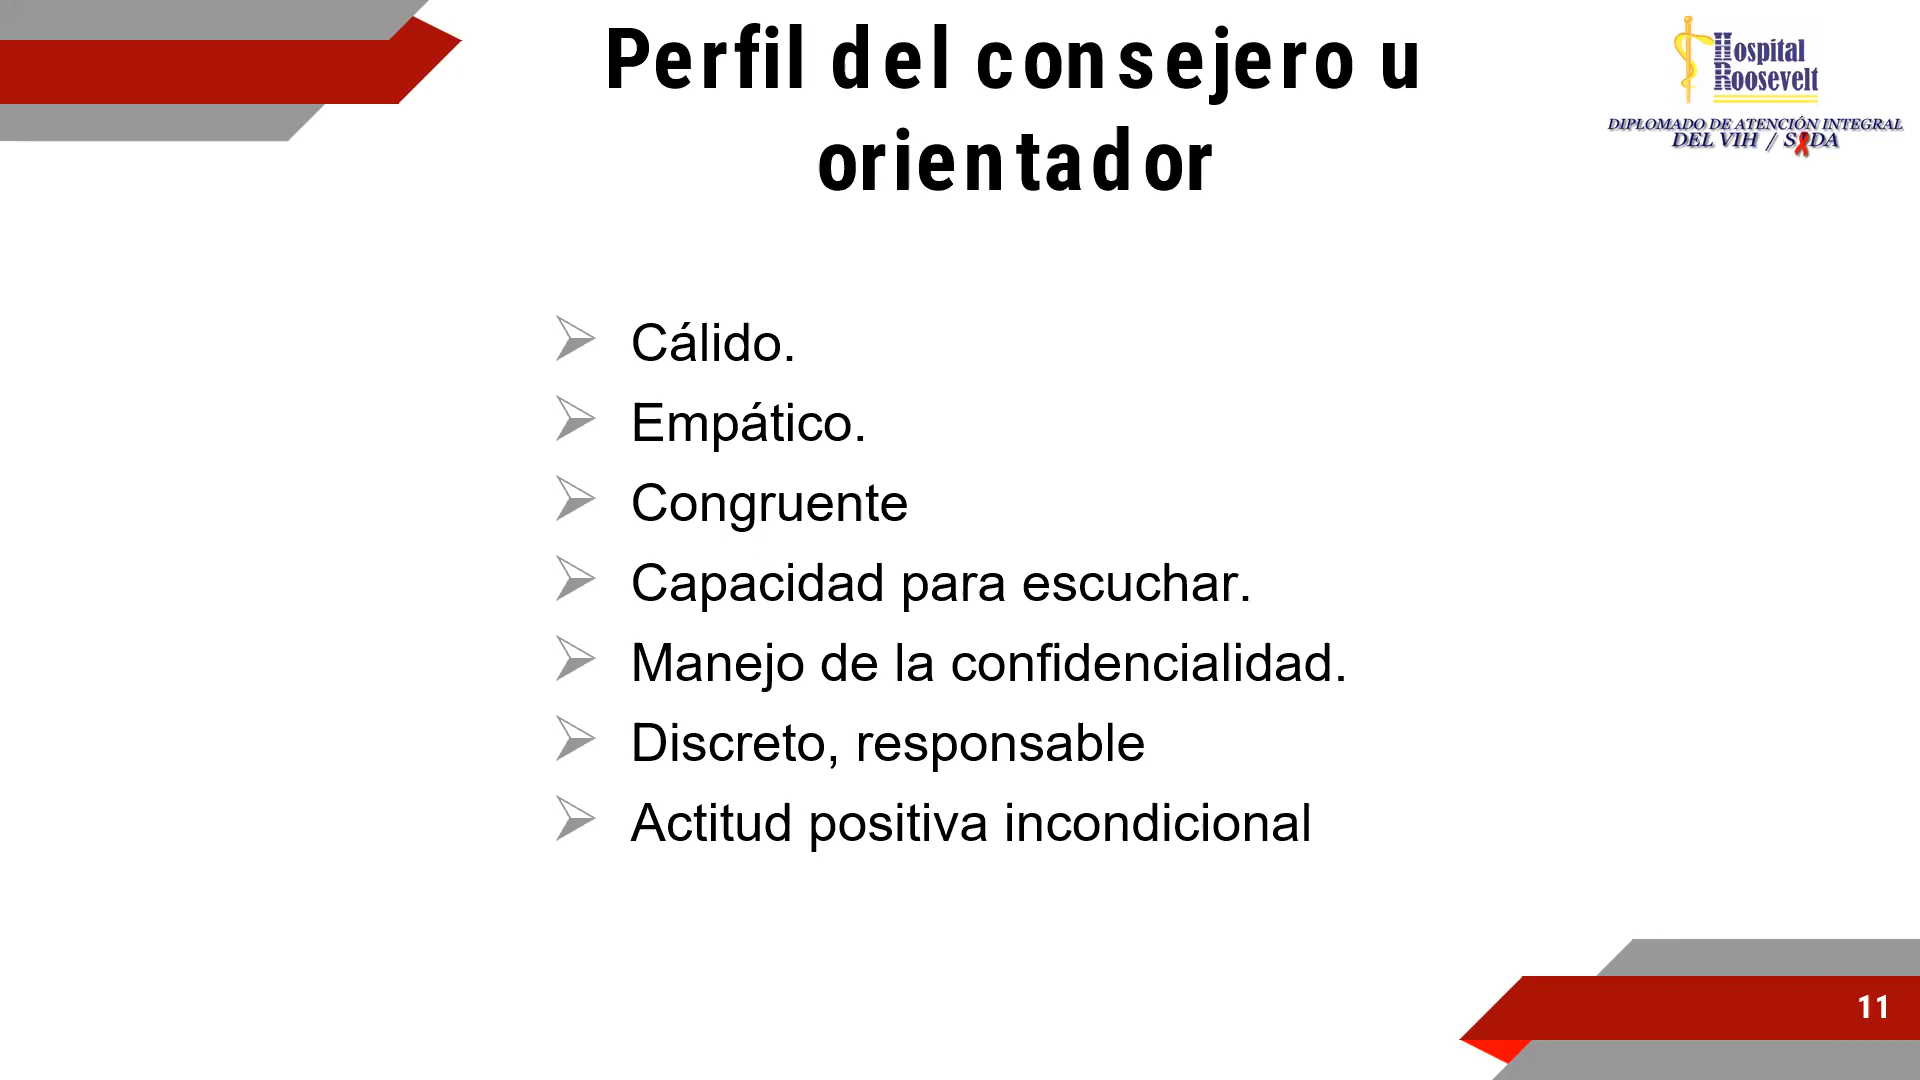 Perfil del consejero u
orientador
Hospital
Roosevelt
DIPLOMADO DE ATENCIÓN INTEGRAL
DEL VIH / SIDA
Cálido.
Empático.
Congruente
Capacidad para escuchar.
Manejo de la confidencialidad.
Discreto, responsable
Actitud positiva incondicional
11